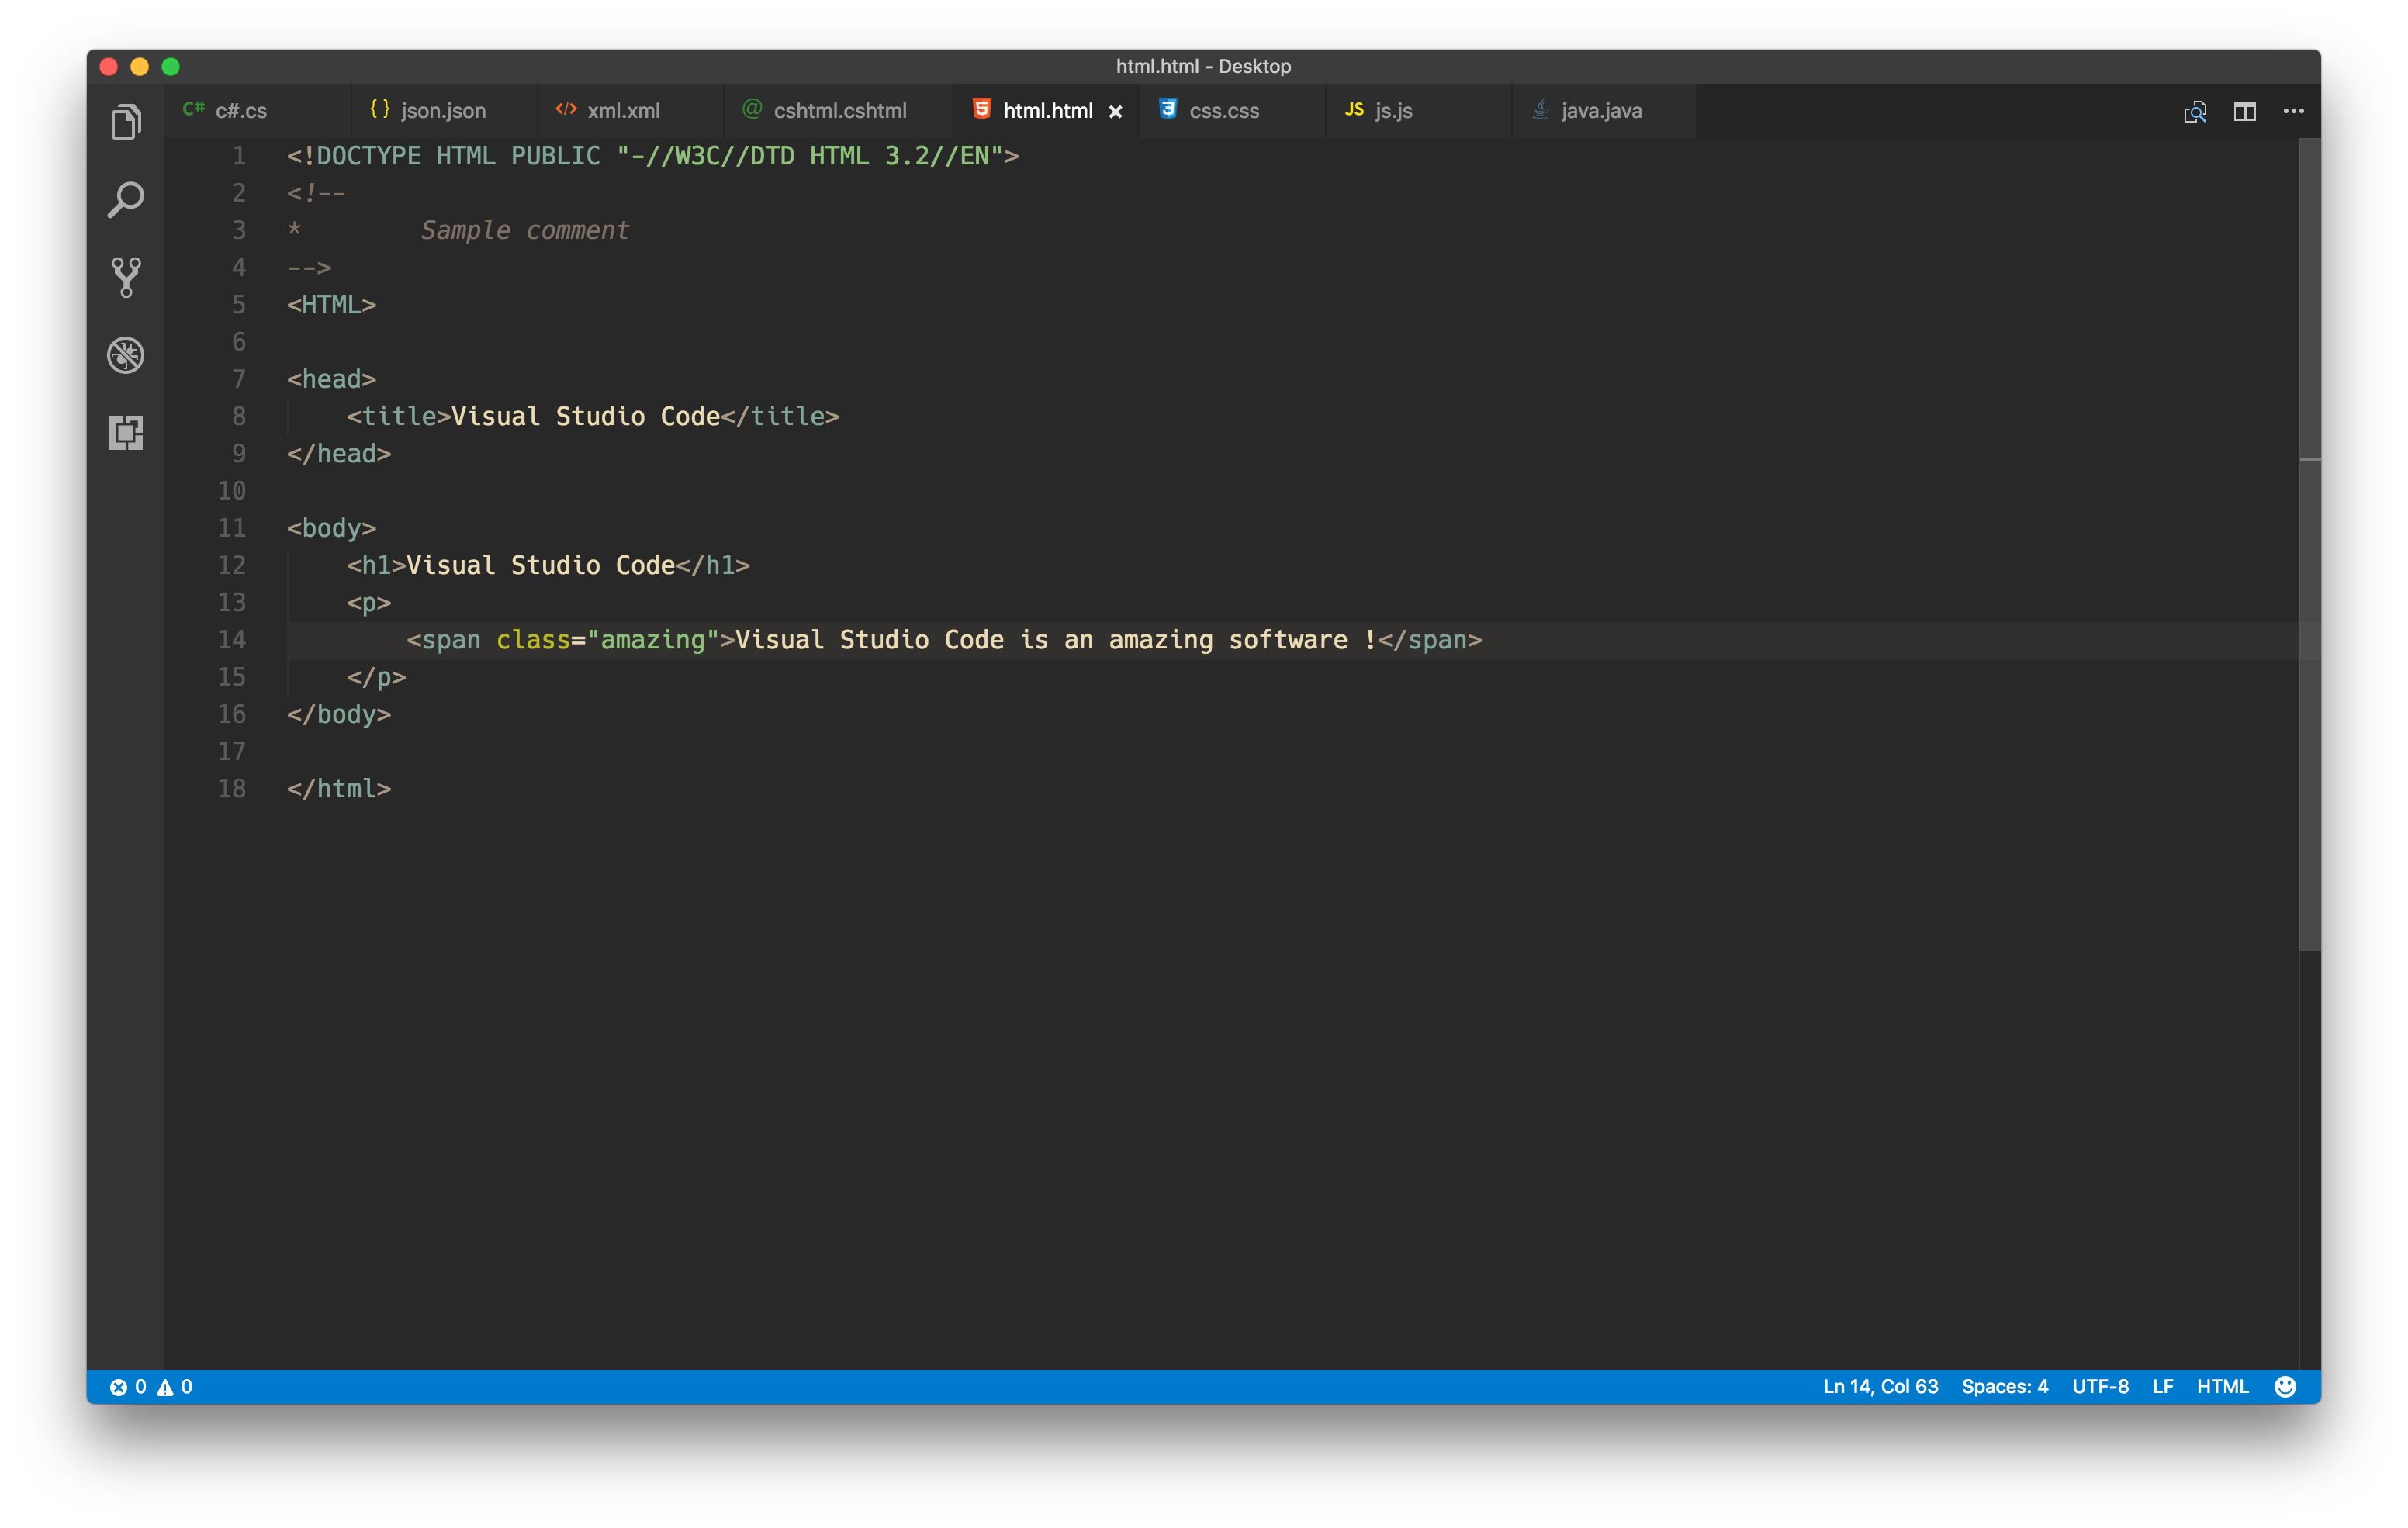 html.html - Desktop
C# c#.cs { } json.json </> xml.xml @ cshtml.cshtml 5 html.html × 3 css.css JS js.js java.java
1 <!DOCTYPE HTML PUBLIC "-//W3C//DTD HTML 3.2//EN">
2 <!--
3 *        Sample comment
4 -->
5 <HTML>
6
7 <head>
8     <title>Visual Studio Code</title>
9 </head>
10
11 <body>
12     <h1>Visual Studio Code</h1>
13     <p>
14         <span class="amazing">Visual Studio Code is an amazing software !</span>
15     </p>
16 </body>
17
18 </html>
0 0 Ln 14, Col 63 Spaces: 4 UTF-8 LF HTML